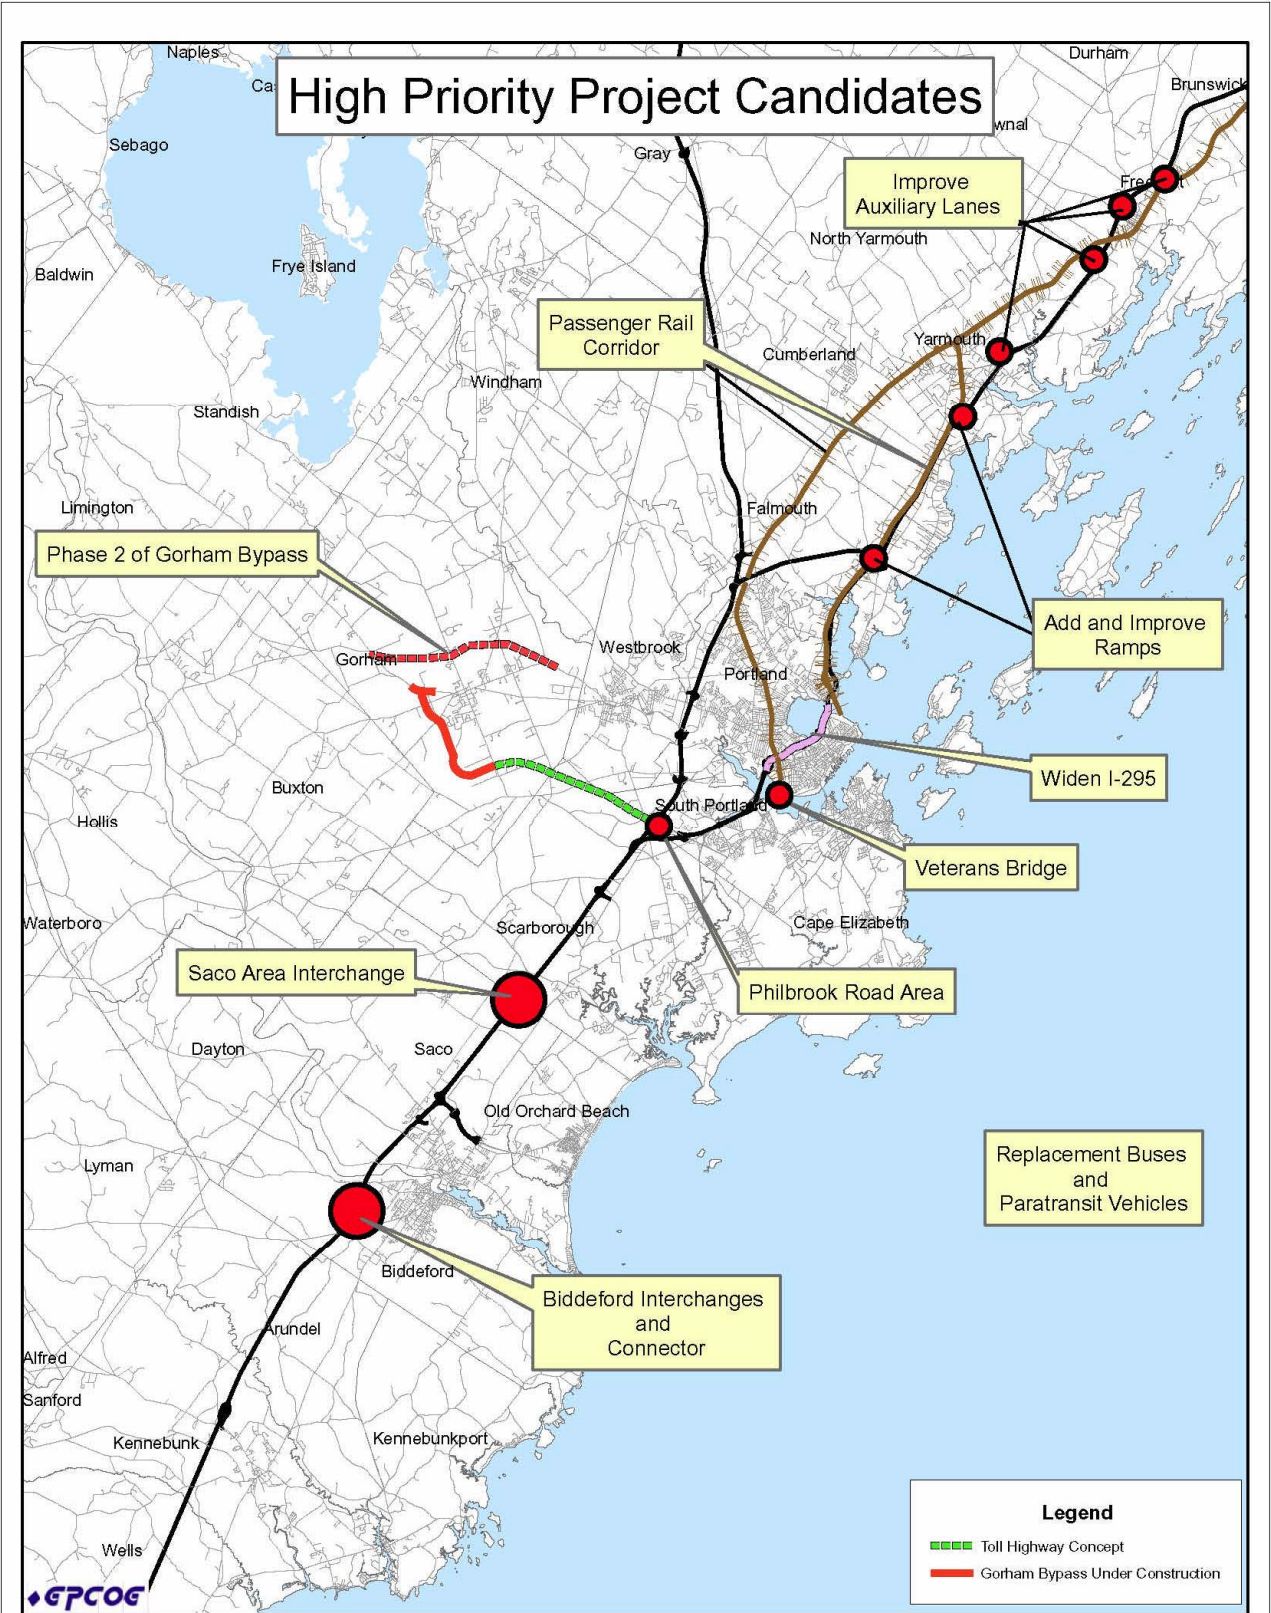 Naples
Durham
High Priority Project Candidates
Brunswick
Sebago
Gray
Improve
Auxiliary Lanes
North Yarmouth
Frye Island
Baldwin
Passenger Rail
Corridor
Yarmouth
Cumberland
Windham
Standish
Limington
Falmouth
Phase 2 of Gorham Bypass
Add and Improve
Ramps
Gorham
Westbrook
Portland
Widen I-295
Buxton
South Portland
Hollis
Veterans Bridge
Waterboro
Scarborough
Cape Elizabeth
Saco Area Interchange
Philbrook Road Area
Dayton
Saco
Old Orchard Beach
Lyman
Replacement Buses
and
Paratransit Vehicles
Biddeford
Biddeford Interchanges
and
Connector
Arundel
Alfred
Sanford
Kennebunk
Kennebunkport
Legend
Toll Highway Concept
Gorham Bypass Under Construction
Wells
GPCOG